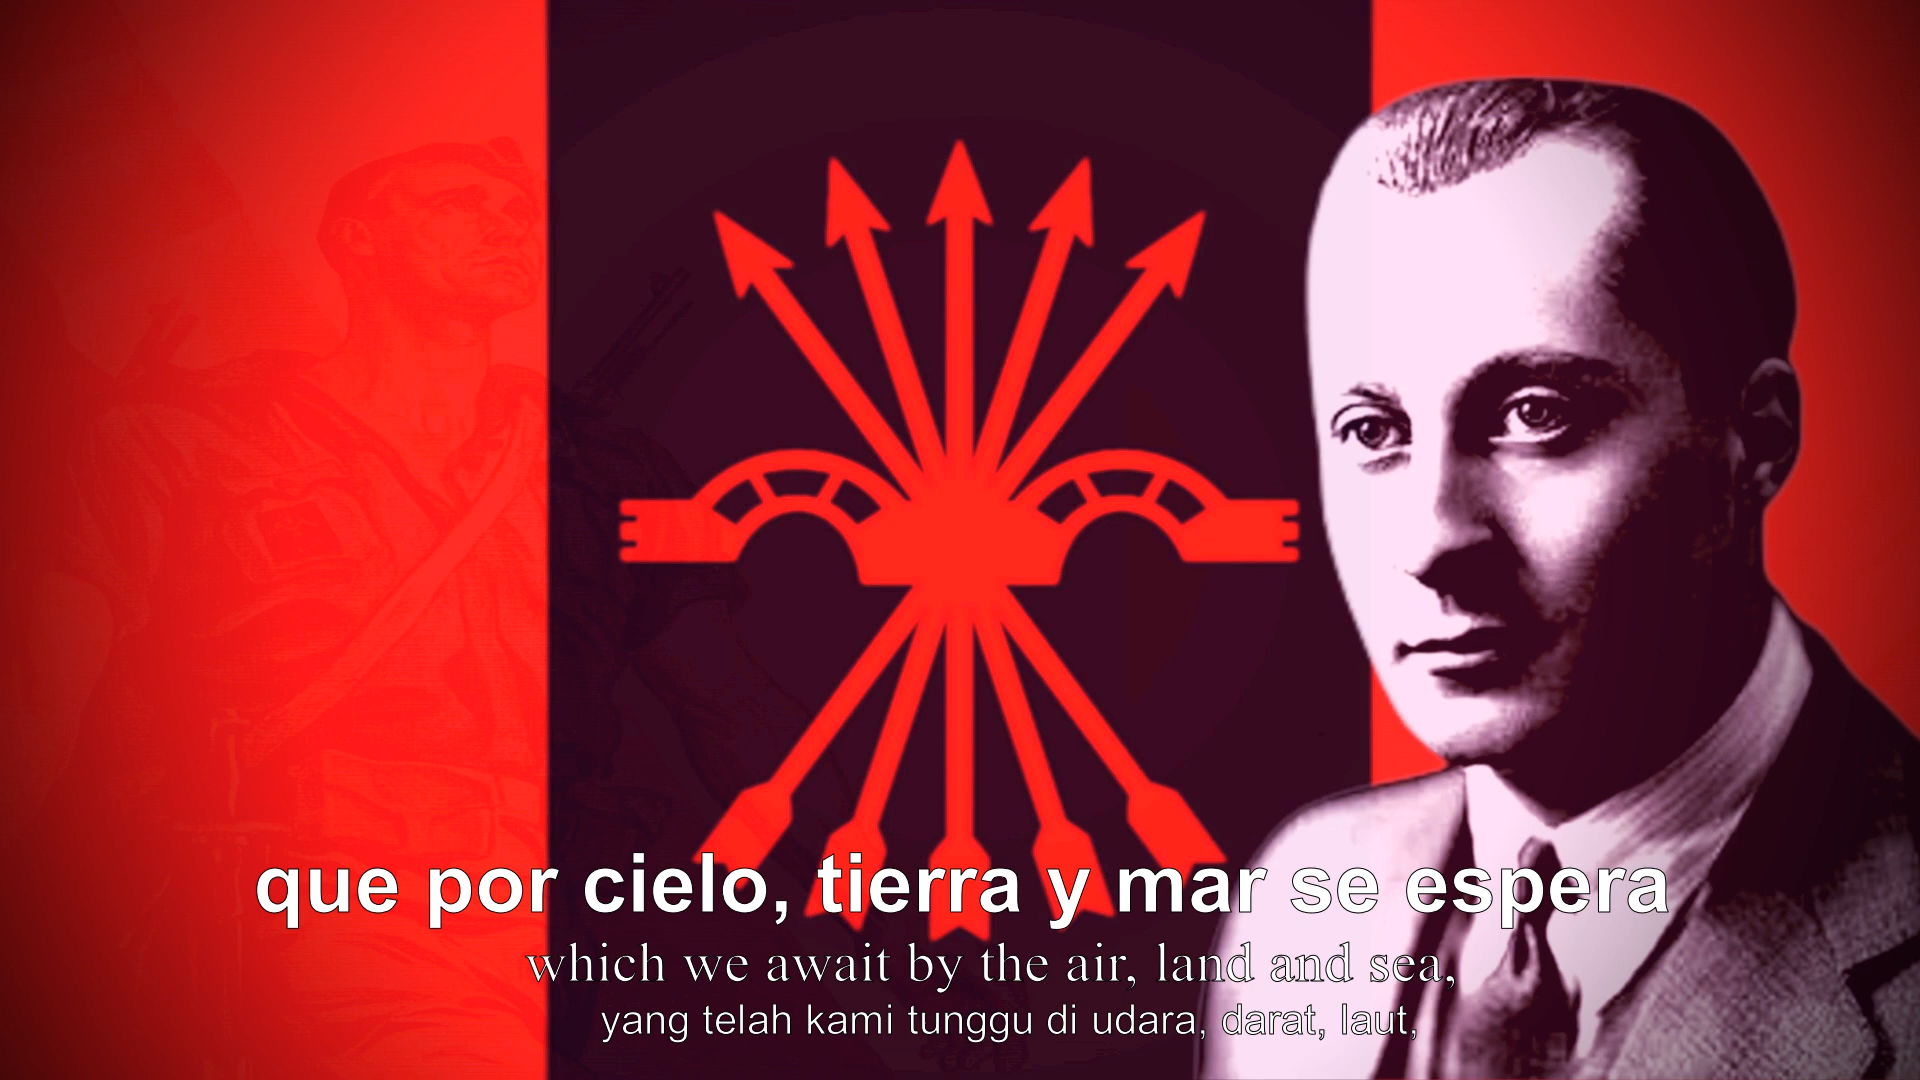 que por cielo, tierra y mar se espera
which we await by the air, land and sea,
yang telah kami tunggu di udara, darat, laut,